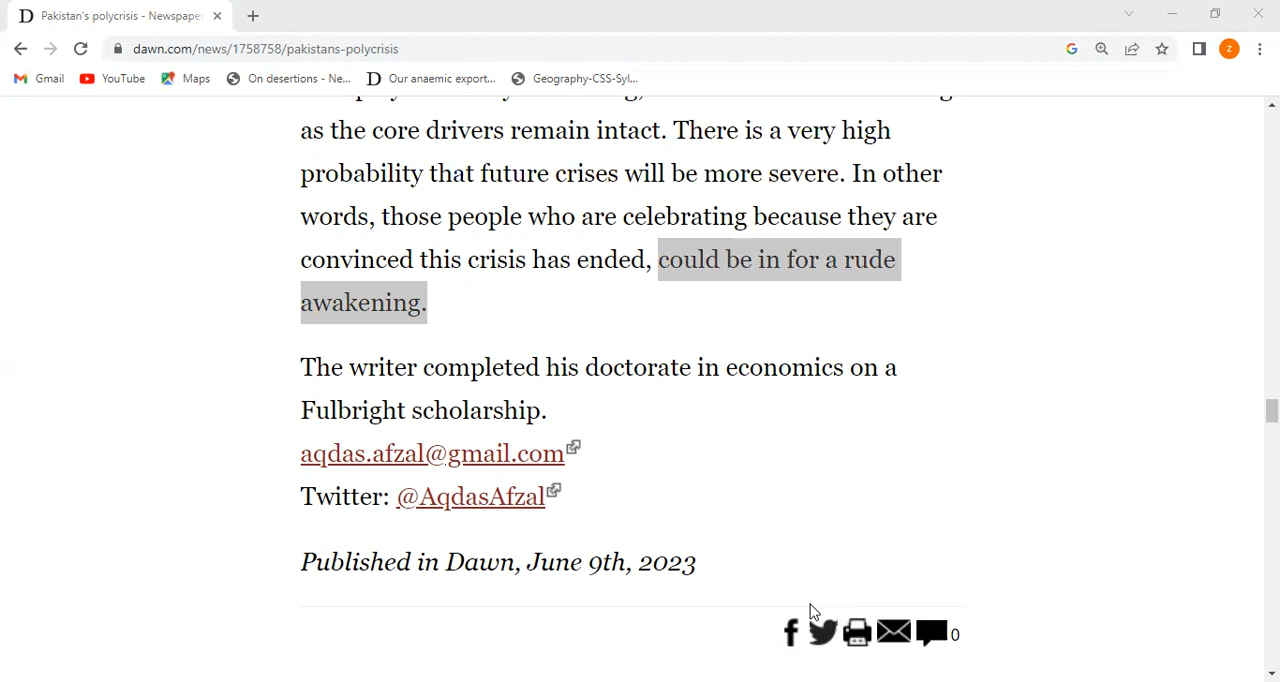 D Pakistan's polycrisis - Newspaper
dawn.com/news/1758758/pakistans-polycrisis
Z
Gmail YouTube Maps On desertions - Ne... D Our anaemic export... Geography-CSS-Syl...
as the core drivers remain intact. There is a very high
probability that future crises will be more severe. In other
words, those people who are celebrating because they are
convinced this crisis has ended, could be in for a rude
awakening.
The writer completed his doctorate in economics on a
Fulbright scholarship.
aqdas.afzal@gmail.com
Twitter: @AqdasAfzal
Published in Dawn, June 9th, 2023
0